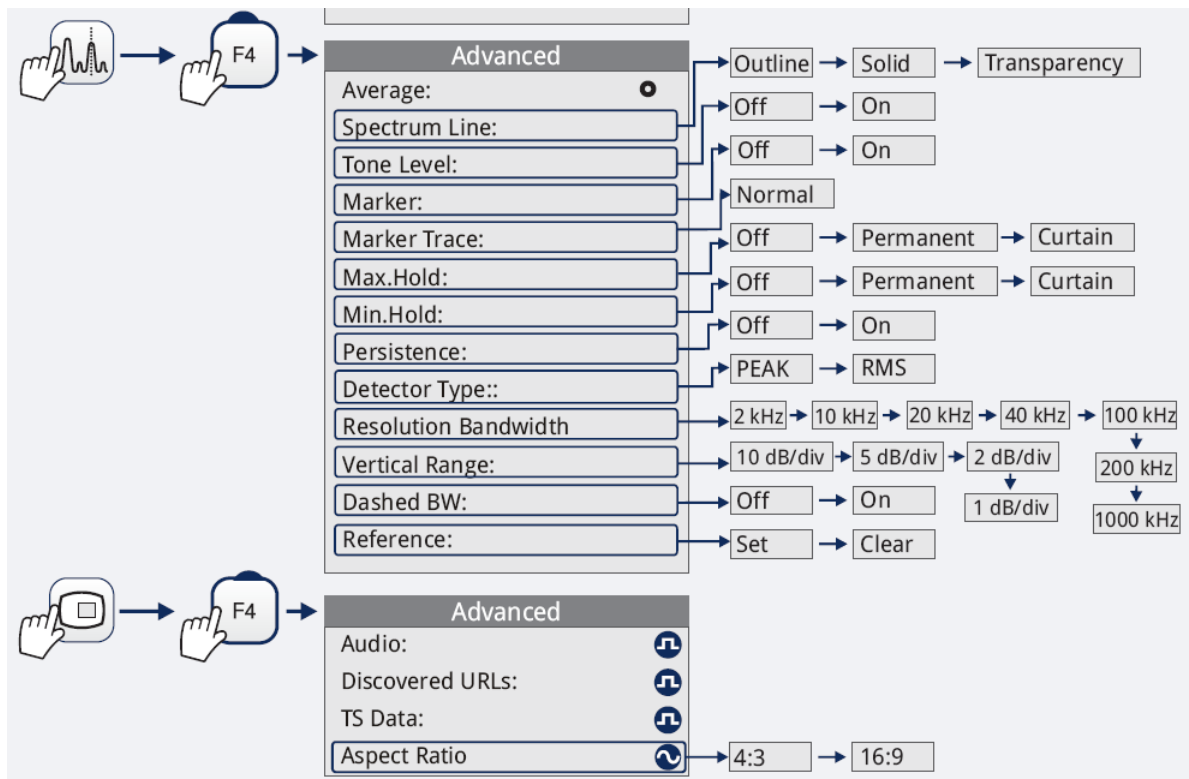 F4
Advanced
Average:
Spectrum Line:
Outline Solid Transparency
Tone Level:
Off On
Marker:
Off On
Marker Trace:
Normal
Max.Hold:
Off Permanent Curtain
Min.Hold:
Off Permanent Curtain
Persistence:
Off On
Detector Type::
PEAK RMS
Resolution Bandwidth
2 kHz 10 kHz 20 kHz 40 kHz 100 kHz
200 kHz
1000 kHz
Vertical Range:
10 dB/div 5 dB/div 2 dB/div
1 dB/div
Dashed BW:
Off On
Reference:
Set Clear
F4
Advanced
Audio:
Discovered URLs:
TS Data:
Aspect Ratio
4:3 16:9